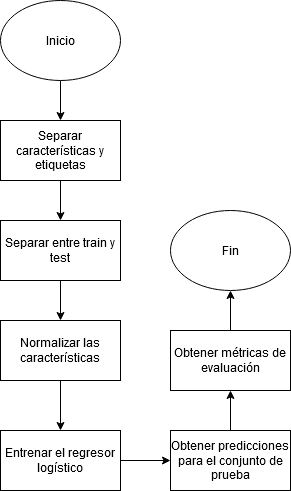 Inicio
Separar
características y
etiquetas
Separar entre train y
test
Normalizar las
características
Entrenar el regresor
logístico
Obtener predicciones
para el conjunto de
prueba
Obtener métricas de
evaluación
Fin